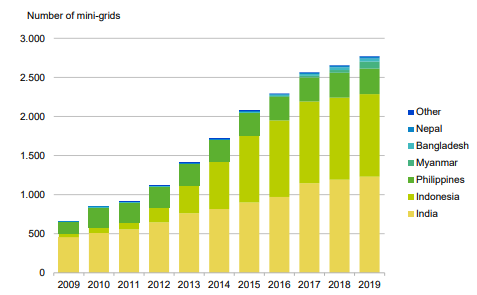 Number of mini-grids
3.000
2.500
2.000
1.500
1.000
500
0
2009 2010 2011 2012 2013 2014 2015 2016 2017 2018 2019
Other
Nepal
Bangladesh
Myanmar
Philippines
Indonesia
India